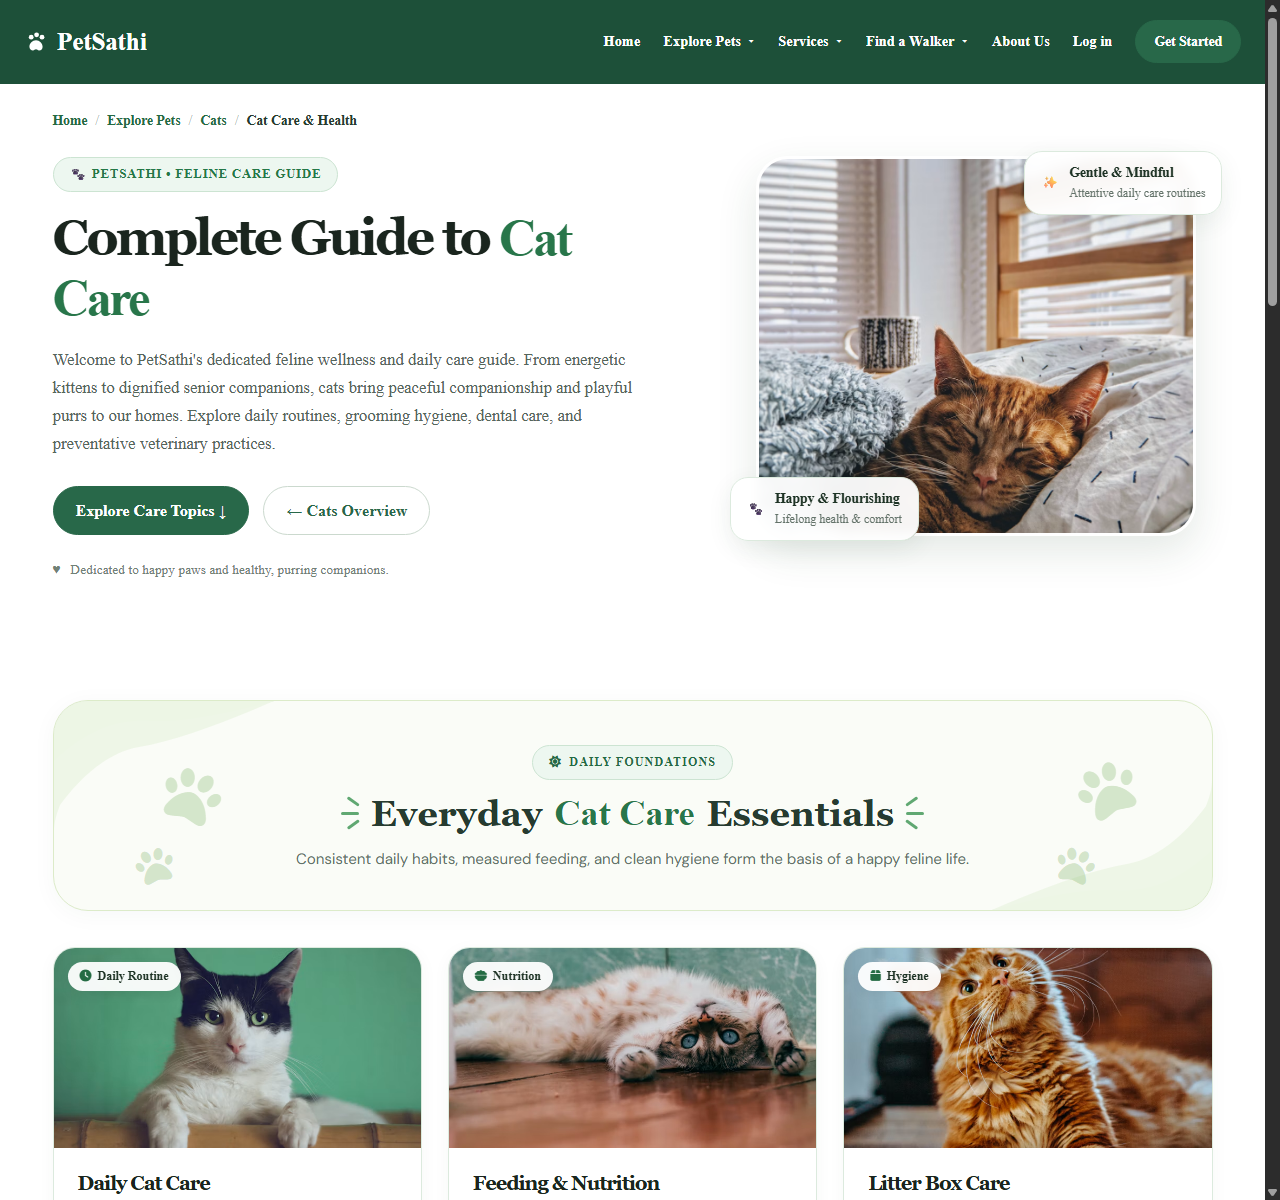 PetSathi
Home Explore Pets Services Find a Walker About Us Log in Get Started
Home / Explore Pets / Cats / Cat Care & Health
PETSATHI • FELINE CARE GUIDE
Complete Guide to Cat
Care
Welcome to PetSathi's dedicated feline wellness and daily care guide. From energetic
kittens to dignified senior companions, cats bring peaceful companionship and playful
purrs to our homes. Explore daily routines, grooming hygiene, dental care, and
preventative veterinary practices.
Explore Care Topics ↓
← Cats Overview
♥ Dedicated to happy paws and healthy, purring companions.
Gentle & Mindful
Attentive daily care routines
Happy & Flourishing
Lifelong health & comfort
DAILY FOUNDATIONS
Everyday Cat Care Essentials
Consistent daily habits, measured feeding, and clean hygiene form the basis of a happy feline life.
Daily Routine
Daily Cat Care
Nutrition
Feeding & Nutrition
Hygiene
Litter Box Care